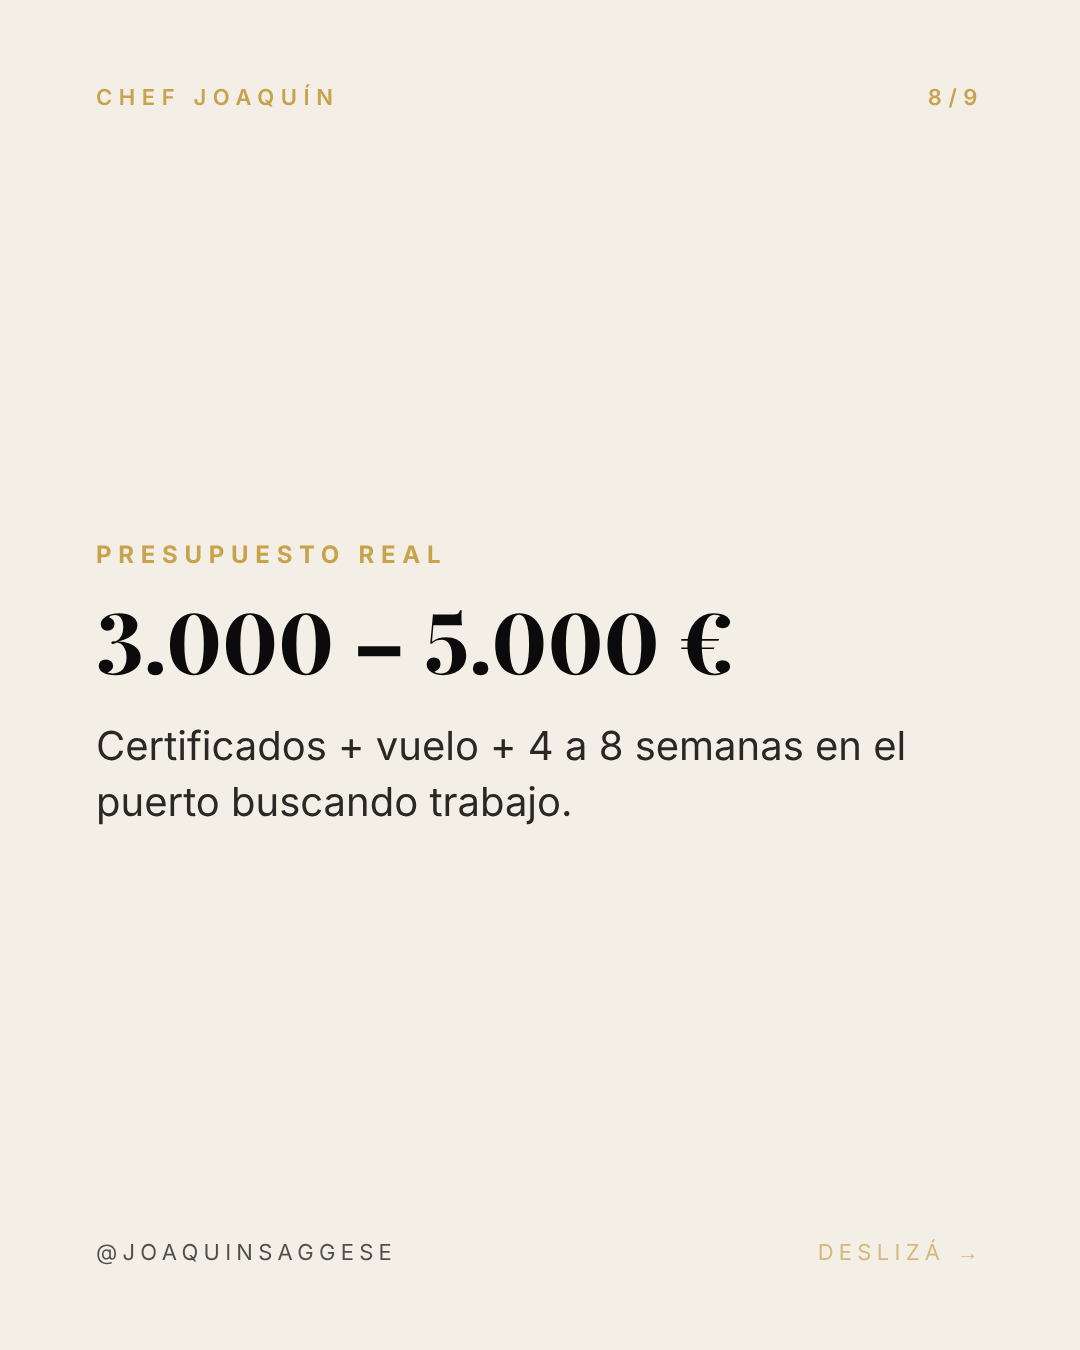 CHEF JOAQUÍN
8/9
PRESUPUESTO REAL
3.000 – 5.000 €
Certificados + vuelo + 4 a 8 semanas en el
puerto buscando trabajo.
@JOAQUINSAGGESE
DESLIZÁ →